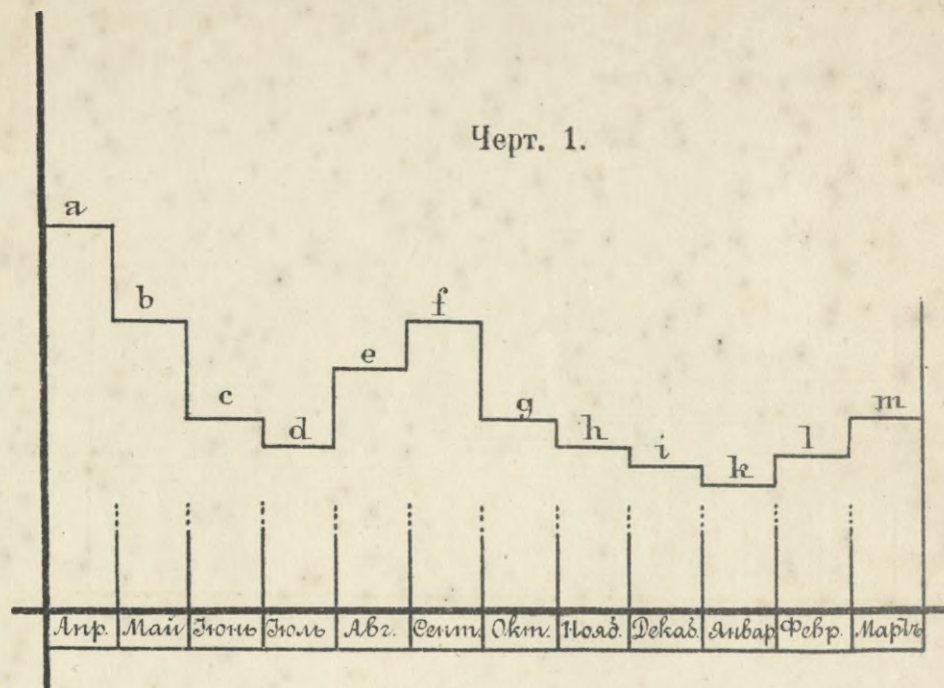 Черт. 1.
a
b
f
e
c
g
m
d
h
i
l
k
Апр. Май Іюнь Іюль Авг. Сент. Окт. Нояб. Декаб. Январ Февр. Мартъ